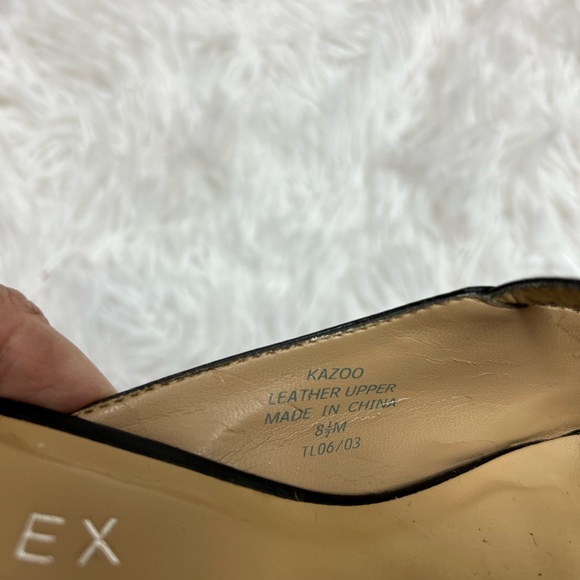 KAZOO
LEATHER UPPER
MADE IN CHINA
8½M
TL06/03
EX